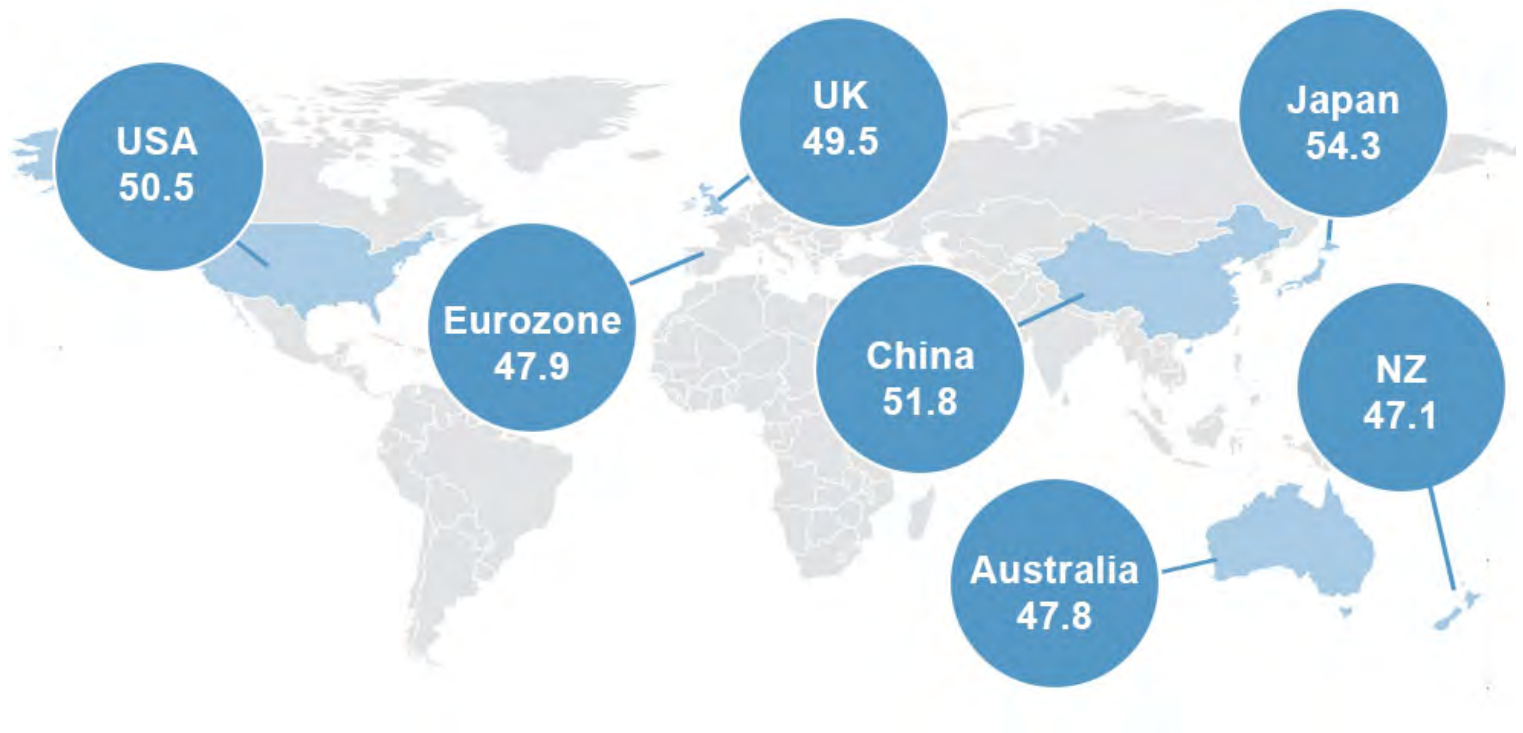 USA
50.5
UK
49.5
Japan
54.3
Eurozone
47.9
China
51.8
NZ
47.1
Australia
47.8